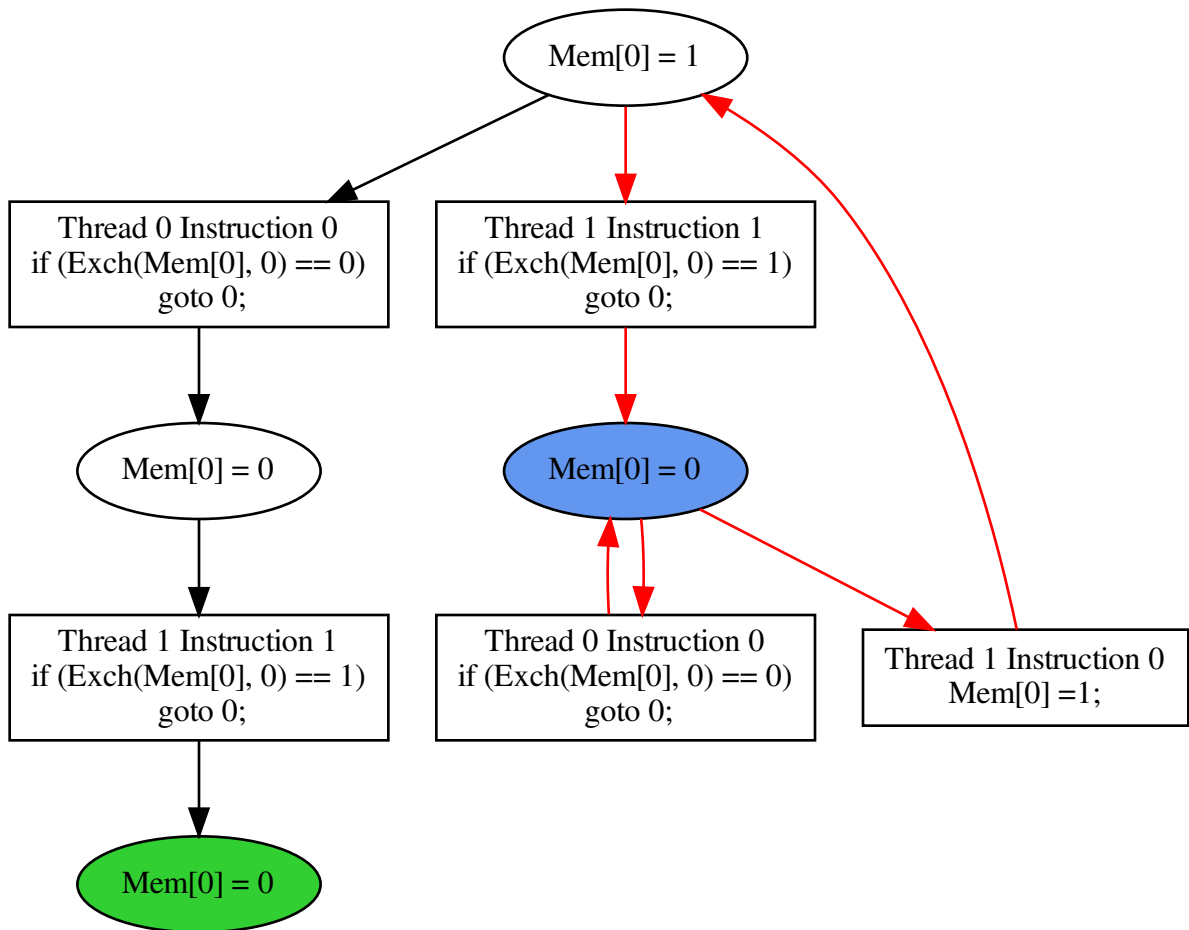 Mem[0] = 1
Thread 0 Instruction 0
if (Exch(Mem[0], 0) == 0)
goto 0;
Thread 1 Instruction 1
if (Exch(Mem[0], 0) == 1)
goto 0;
Mem[0] = 0
Mem[0] = 0
Thread 1 Instruction 1
if (Exch(Mem[0], 0) == 1)
goto 0;
Thread 0 Instruction 0
if (Exch(Mem[0], 0) == 0)
goto 0;
Thread 1 Instruction 0
Mem[0] =1;
Mem[0] = 0